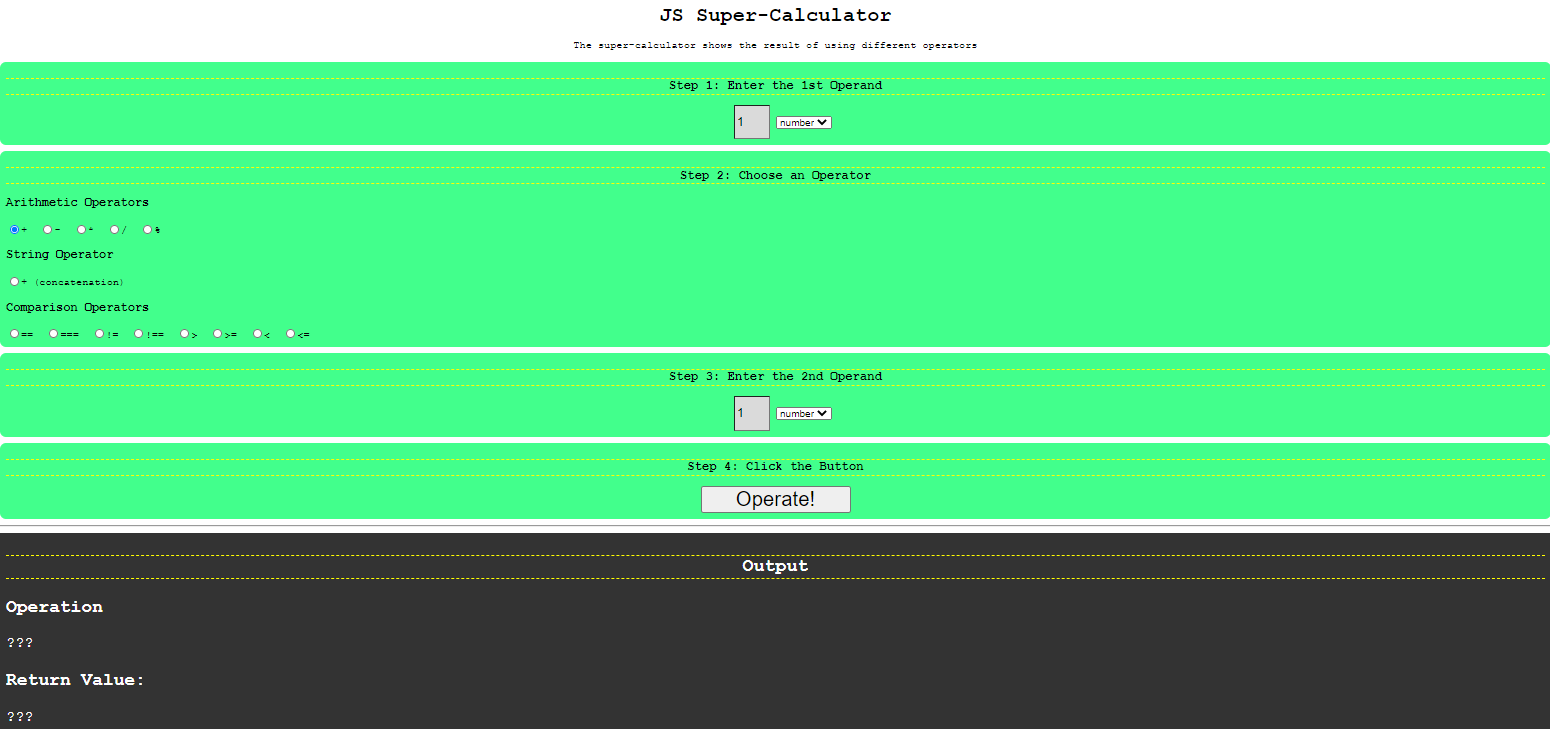 JS Super-Calculator
The super-calculator shows the result of using different operators
Step 1: Enter the 1st Operand
1 number
Step 2: Choose an Operator
Arithmetic Operators
+ - * / %
String Operator
+ (concatenation)
Comparison Operators
== === != !== > >= < <=
Step 3: Enter the 2nd Operand
1 number
Step 4: Click the Button
Operate!
Output
Operation
???
Return Value:
???